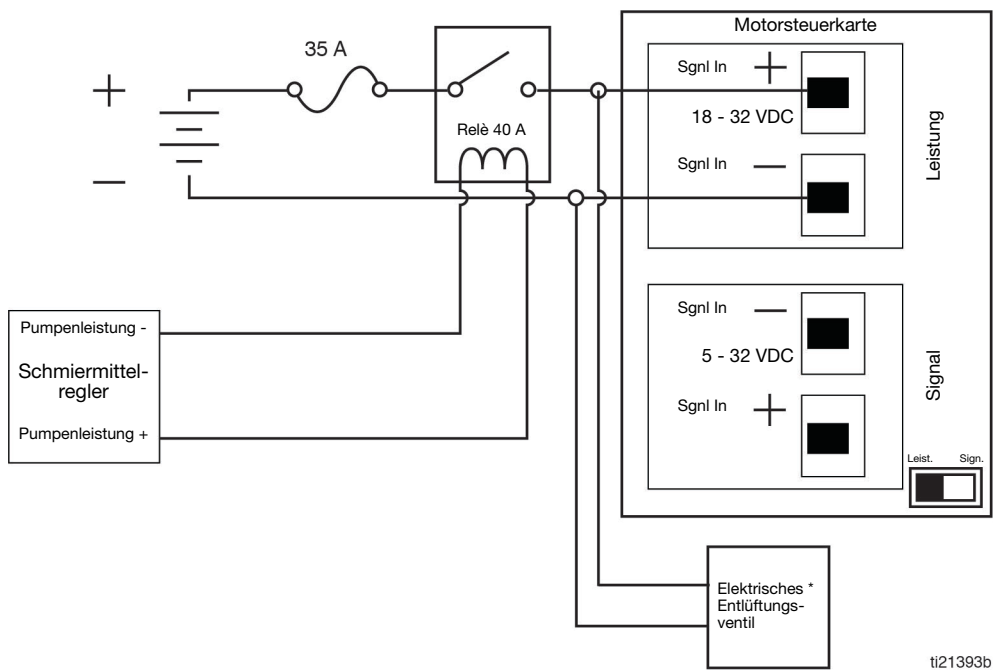 Motorsteuerkarte
35 A
+
Sgnl In +
18 - 32 VDC
Relè 40 A
Sgnl In —
Leistung
—
Sgnl In —
5 - 32 VDC
Sgnl In +
Signal
Leist. Sign.
Pumpenleistung -
Schmiermittel-
regler
Pumpenleistung +
Elektrisches *
Entlüftungs-
ventil
ti21393b